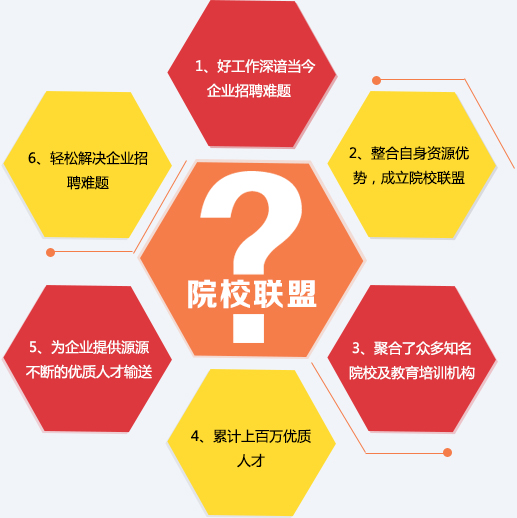 1、好工作深谙当今
企业招聘难题
2、整合自身资源优
势，成立院校联盟
3、聚合了众多知名
院校及教育培训机构
4、累计上百万优质
人才
5、为企业提供源源
不断的优质人才输送
6、轻松解决企业招
聘难题
?
院校联盟